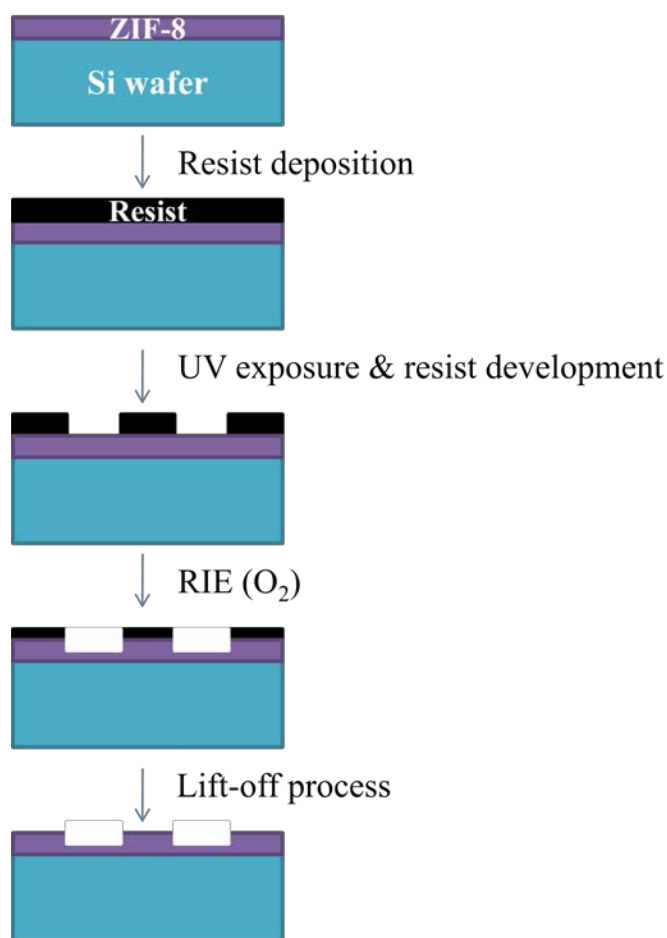 ZIF-8
Si wafer
Resist deposition
Resist
UV exposure & resist development
RIE (O₂)
Lift-off process